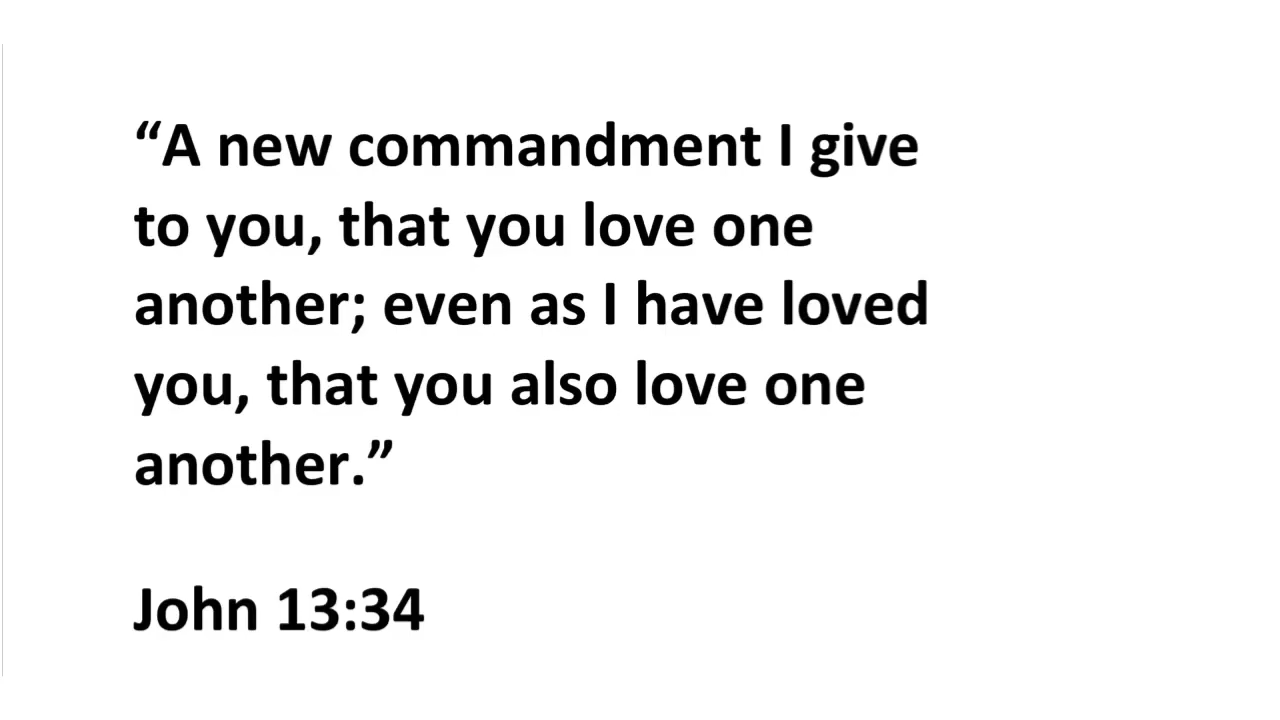 “A new commandment I give
to you, that you love one
another; even as I have loved
you, that you also love one
another.”
John 13:34